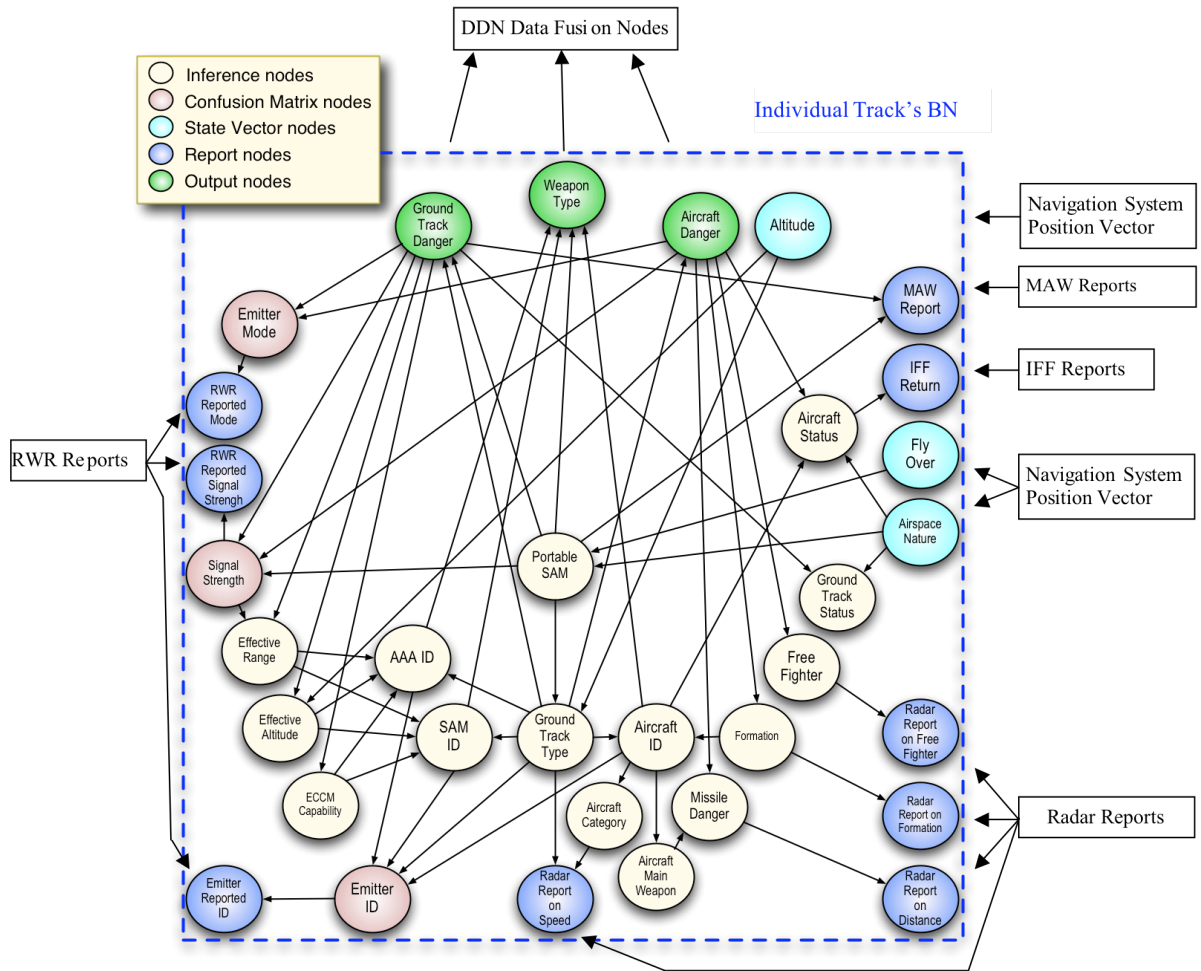 DDN Data Fusion Nodes
Inference nodes
Confusion Matrix nodes
State Vector nodes
Report nodes
Output nodes
Individual Track's BN
Weapon
Type
Ground
Track
Danger
Aircraft
Danger
Altitude
Navigation System
Position Vector
MAW
Report
MAW Reports
Emitter
Mode
IFF
Return
IFF Reports
RWR
Reported
Mode
Aircraft
Status
Fly
Over
RWR Reports
RWR
Reported
Signal
Strengh
Navigation System
Position Vector
Airspace
Nature
Signal
Strength
Portable
SAM
Ground
Track
Status
Effective
Range
AAA ID
Free
Fighter
Effective
Altitude
SAM
ID
Ground
Track
Type
Aircraft
ID
Formation
Radar
Report
on Free
Fighter
ECCM
Capability
Aircraft
Category
Missile
Danger
Radar
Report on
Formation
Radar Reports
Aircraft
Main
Weapon
Emitter
Reported
ID
Emitter
ID
Radar
Report
on
Speed
Radar
Report
on
Distance